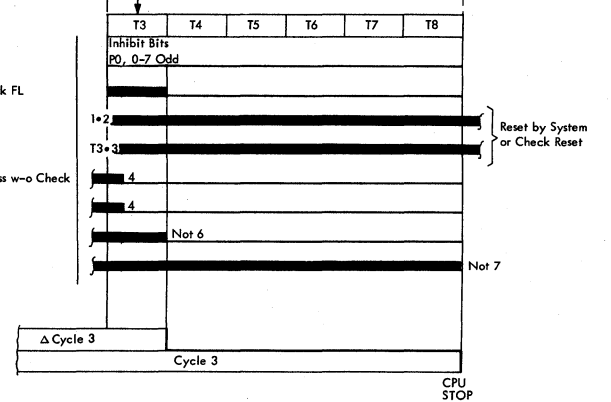 T3 T4 T5 T6 T7 T8
Inhibit Bits
P0, 0-7 Odd
k FL
1•2
Reset by System
or Check Reset
T3•3
ss w-o Check
4
4
Not 6
Not 7
Δ Cycle 3
Cycle 3
CPU
STOP